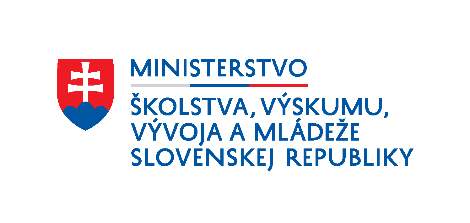 MINISTERSTVO
ŠKOLSTVA, VÝSKUMU,
VÝVOJA A MLÁDEŽE
SLOVENSKEJ REPUBLIKY